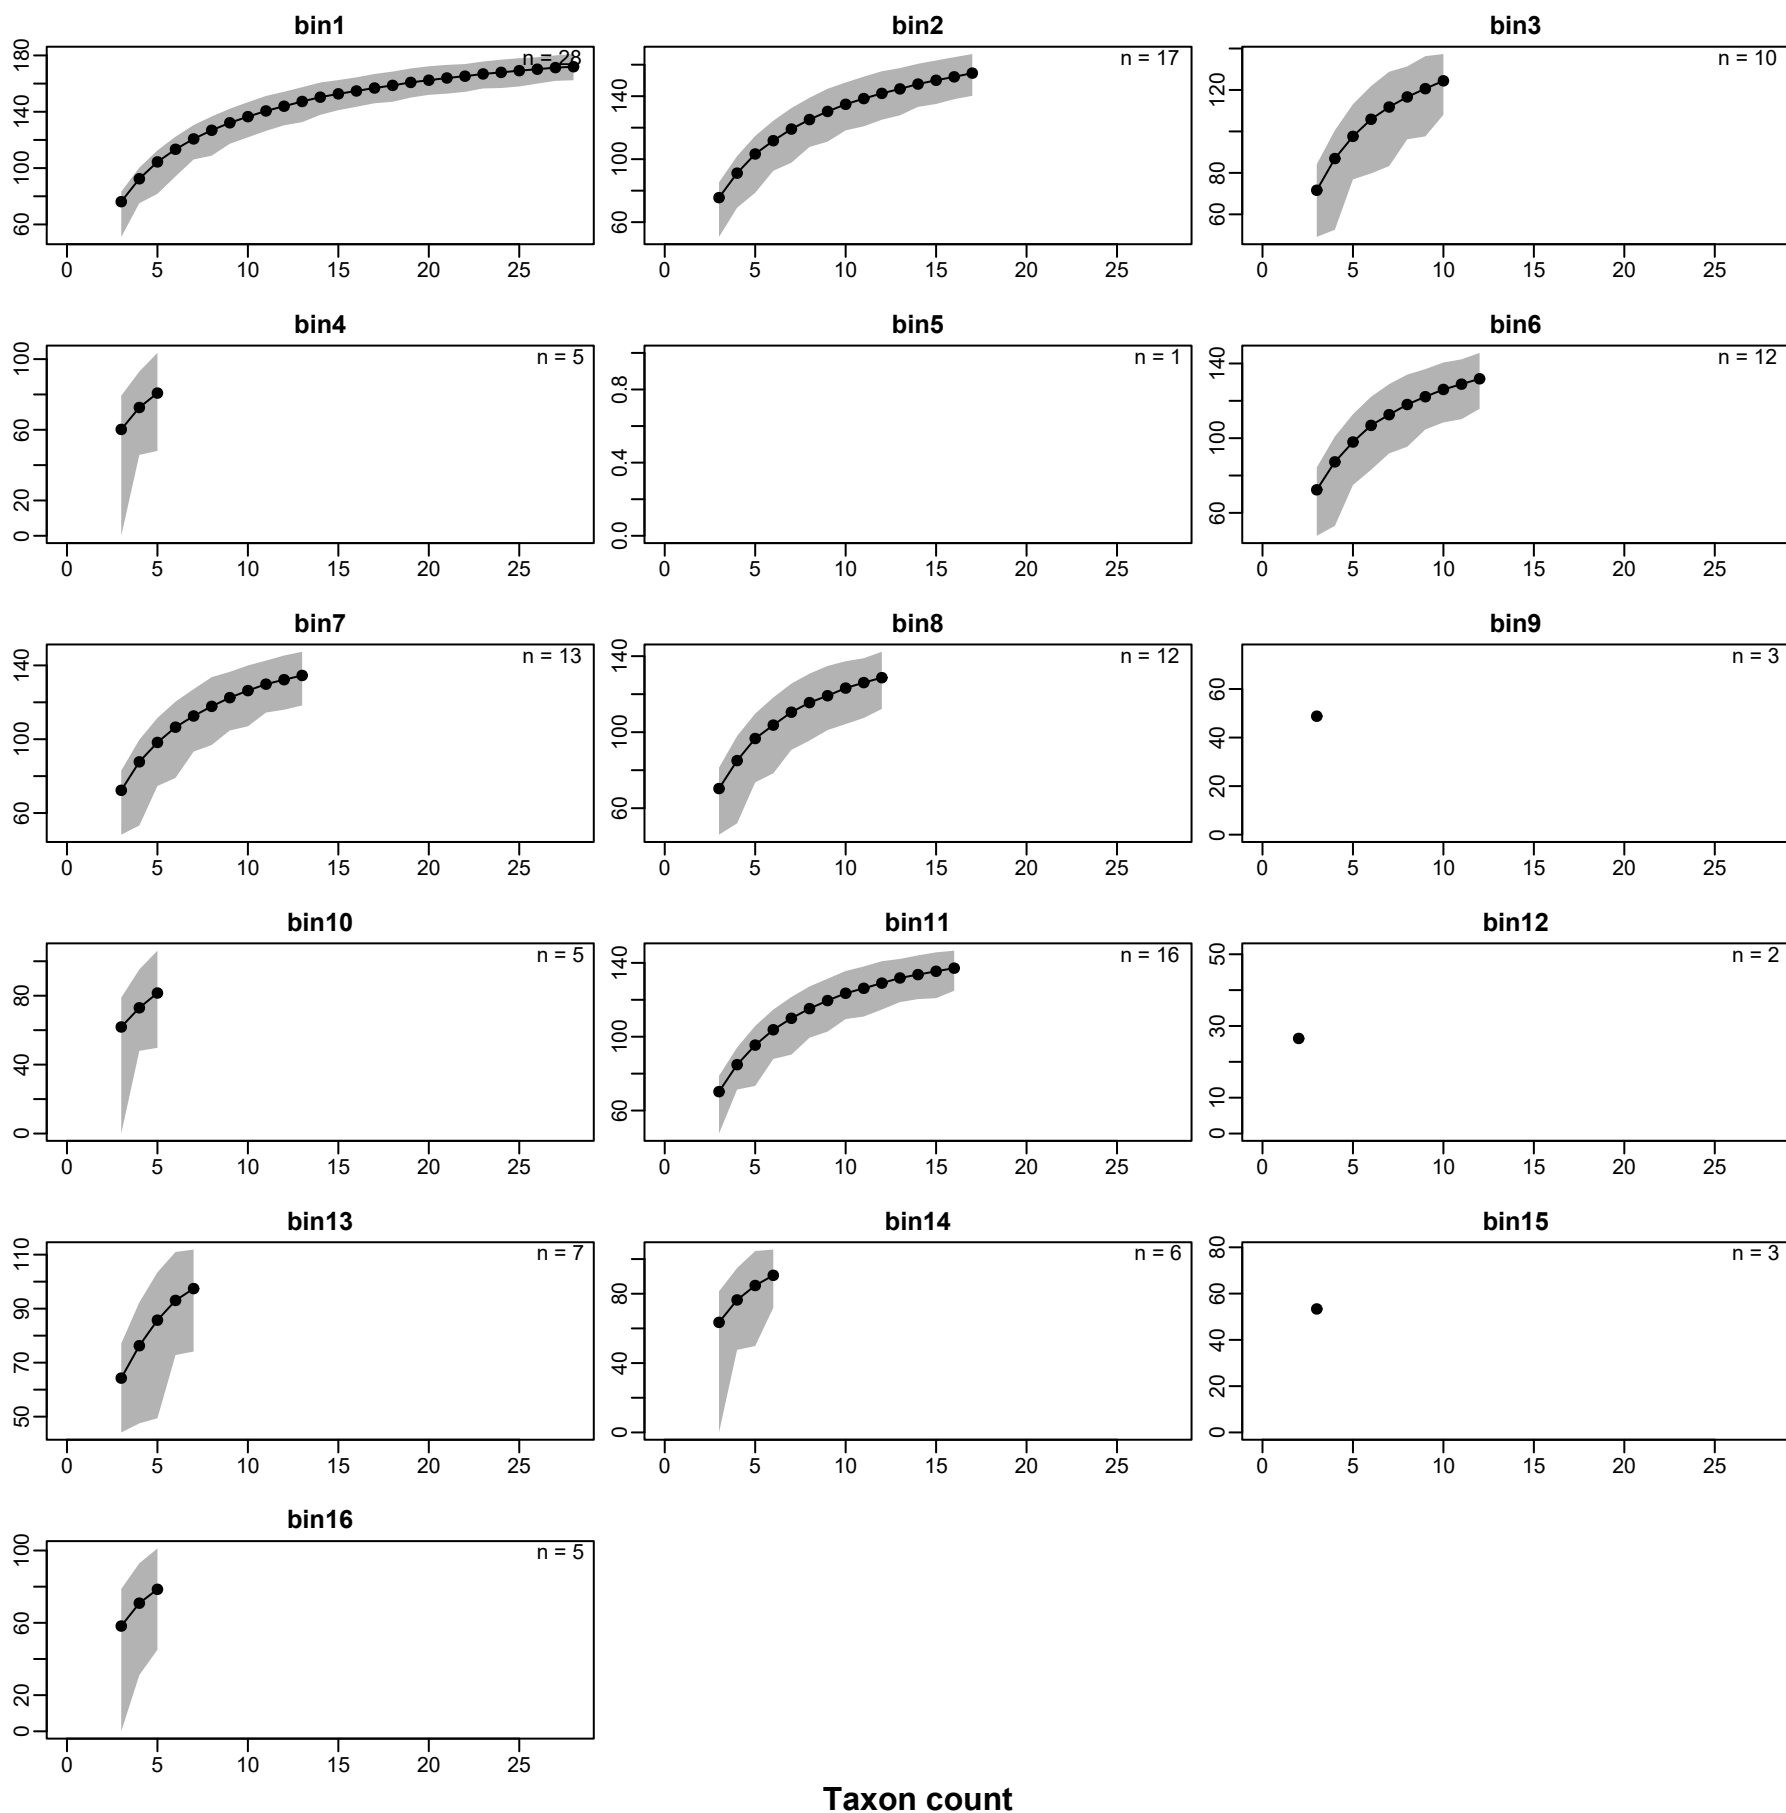 bin1
n = 28
60 100 140 180
0 5 10 15 20 25
bin2
n = 17
60 100 140
0 5 10 15 20 25
bin3
n = 10
60 80 120
0 5 10 15 20 25
bin4
n = 5
0 20 60 100
0 5 10 15 20 25
bin5
n = 1
0.0 0.4 0.8
0 5 10 15 20 25
bin6
n = 12
60 100 140
0 5 10 15 20 25
bin7
n = 13
60 100 140
0 5 10 15 20 25
bin8
n = 12
60 100 140
0 5 10 15 20 25
bin9
n = 3
0 20 40 60
0 5 10 15 20 25
bin10
n = 5
0 40 80
0 5 10 15 20 25
bin11
n = 16
60 100 140
0 5 10 15 20 25
bin12
n = 2
0 10 30 50
0 5 10 15 20 25
bin13
n = 7
50 70 90 110
0 5 10 15 20 25
bin14
n = 6
0 40 80
0 5 10 15 20 25
bin15
n = 3
0 20 40 60 80
0 5 10 15 20 25
bin16
n = 5
0 20 60 100
0 5 10 15 20 25
Taxon count